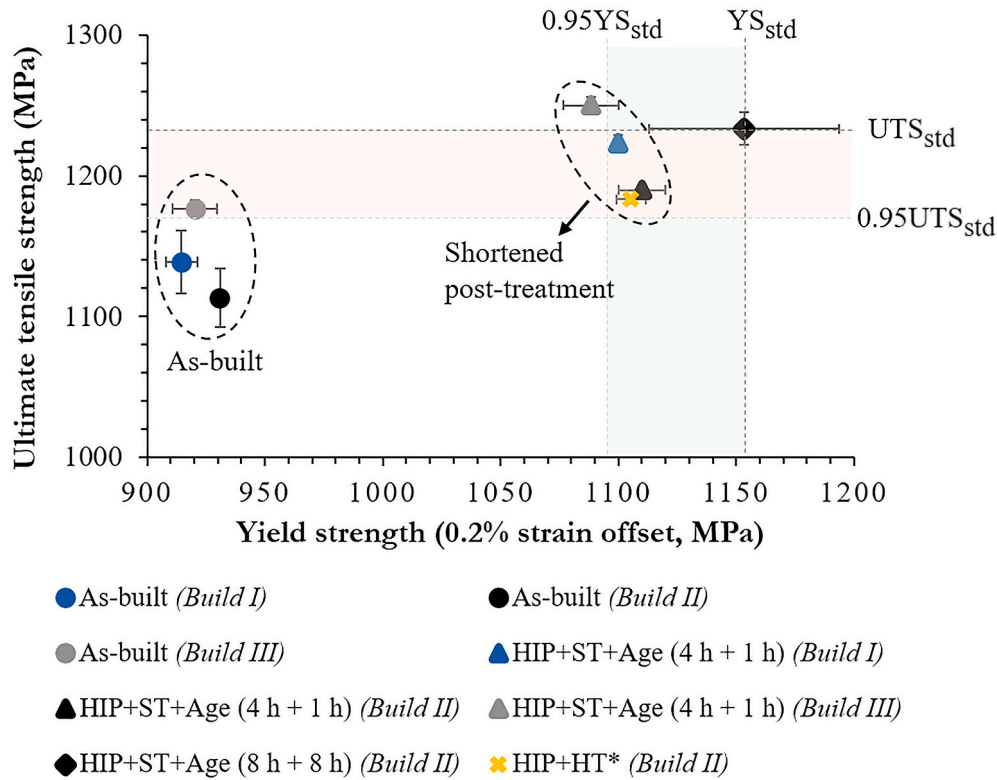 0.95YSstd
YSstd
Ultimate tensile strength (MPa)
1300
1200
1100
1000
UTSstd
0.95UTSstd
Shortened
post-treatment
As-built
900
950
1000
1050
1100
1150
1200
Yield strength (0.2% strain offset, MPa)
As-built (Build I)
As-built (Build II)
As-built (Build III)
HIP+ST+Age (4 h + 1 h) (Build I)
HIP+ST+Age (4 h + 1 h) (Build II)
HIP+ST+Age (4 h + 1 h) (Build III)
HIP+ST+Age (8 h + 8 h) (Build II)
HIP+HT* (Build II)